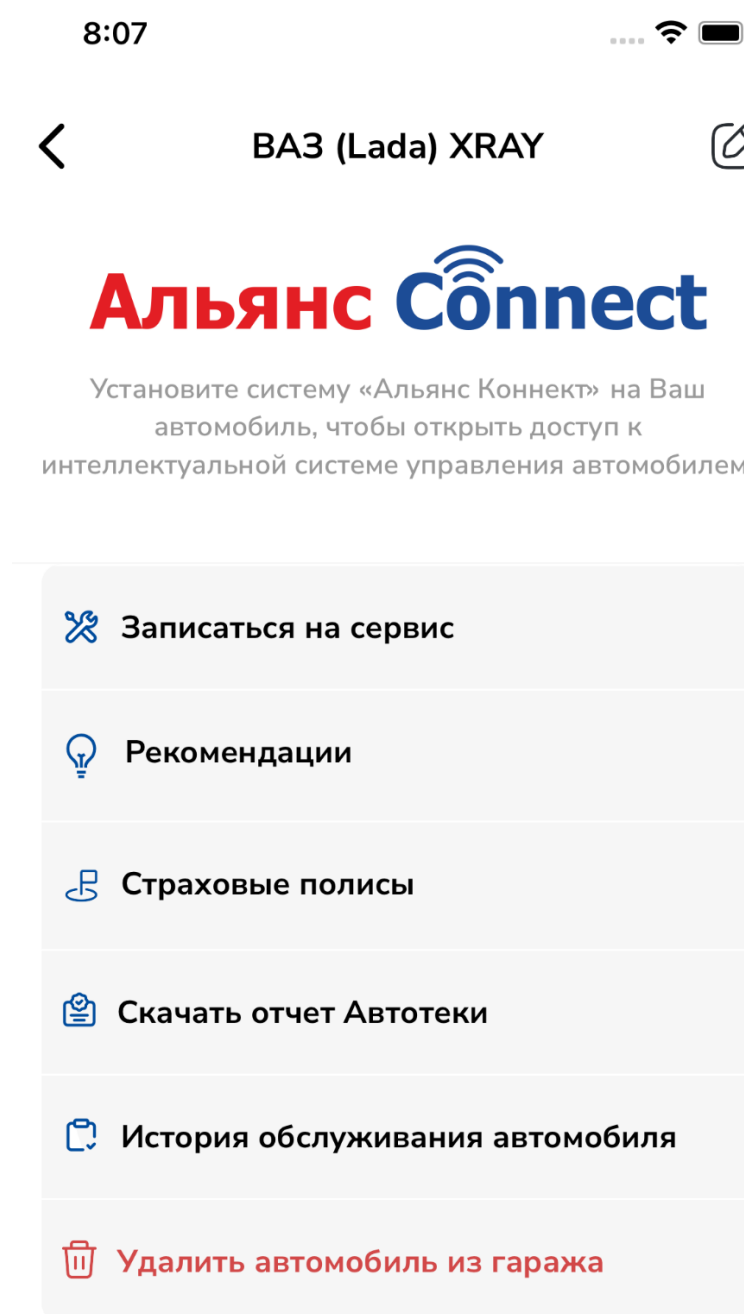 8:07
ВАЗ (Lada) XRAY
Альянс Connect
Установите систему «Альянс Коннект» на Ваш
автомобиль, чтобы открыть доступ к
интеллектуальной системе управления автомобилем
Записаться на сервис
Рекомендации
Страховые полисы
Скачать отчет Автотеки
История обслуживания автомобиля
Удалить автомобиль из гаража